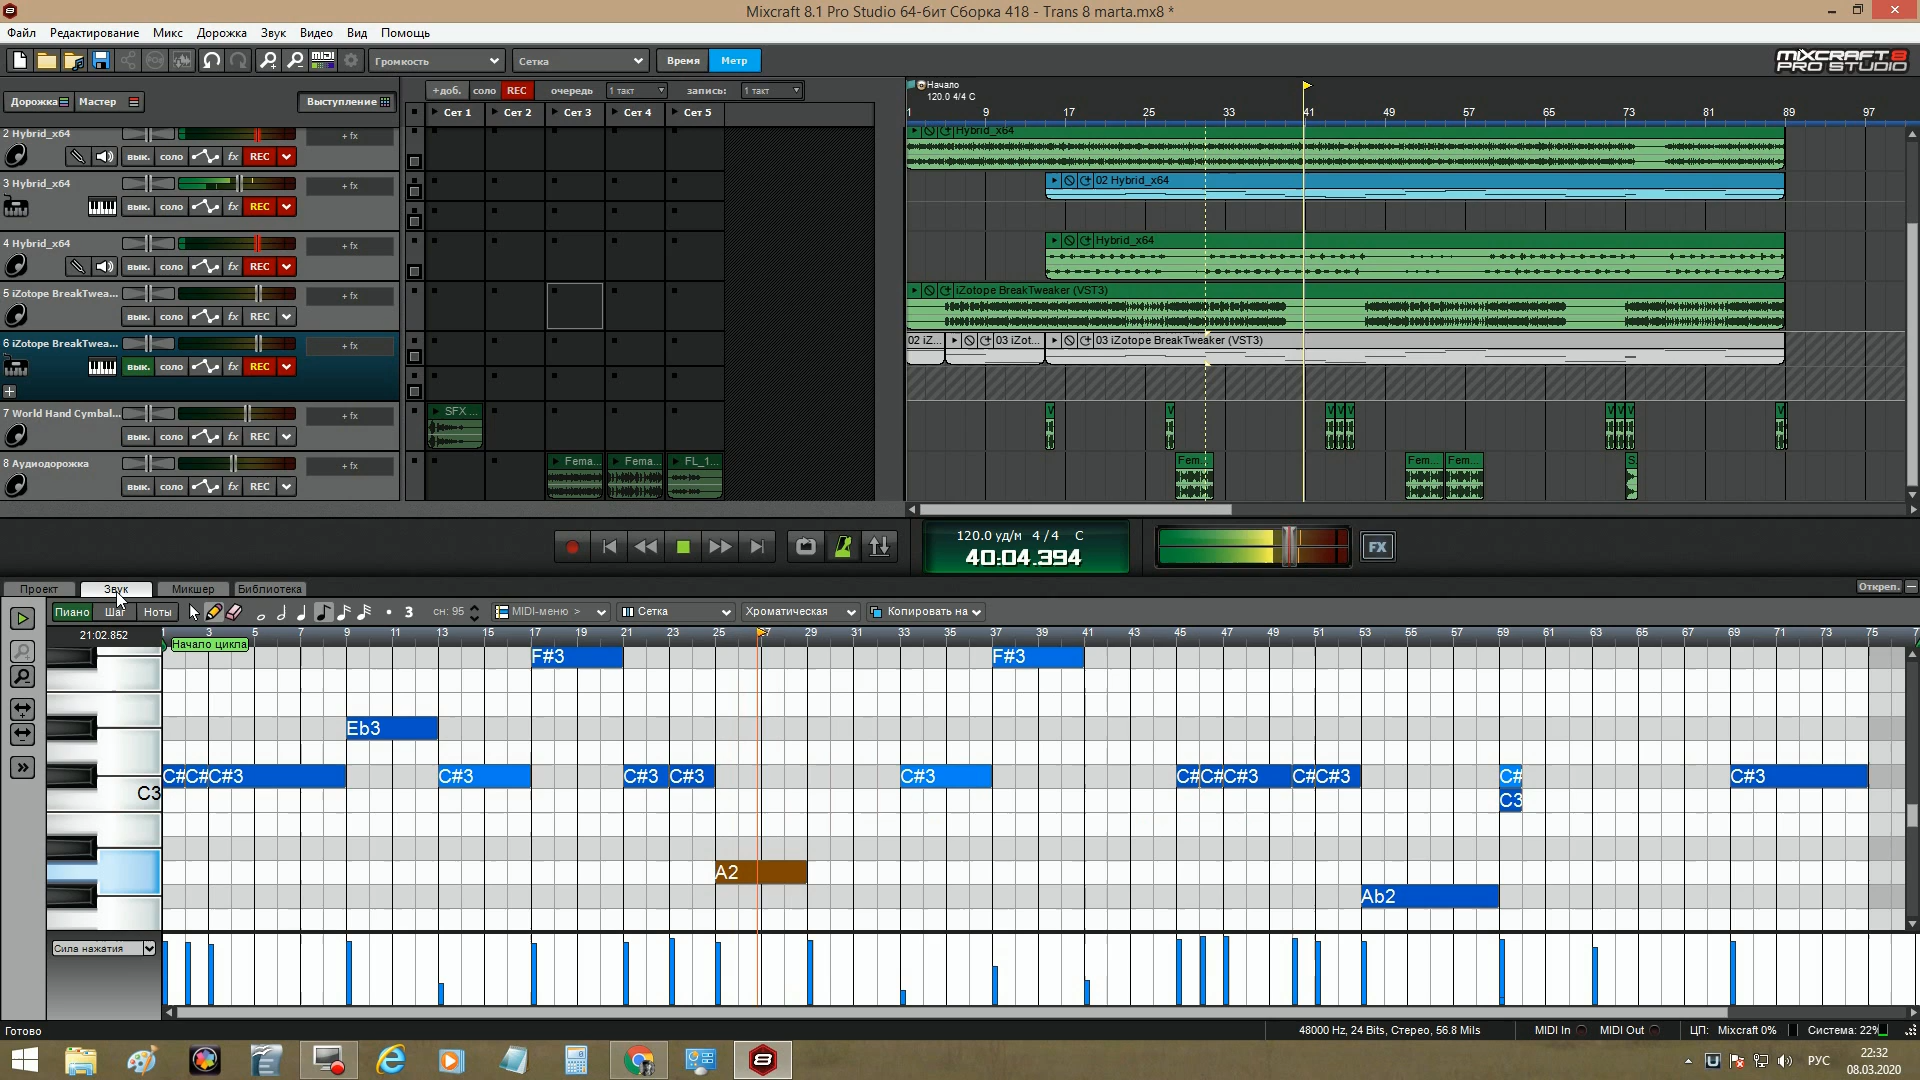 Mixcraft 8.1 Pro Studio 64-бит Сборка 418 - Trans 8 marta.mx8 *
Файл Редактирование Микс Дорожка Звук Видео Вид Помощь
Громкость Сетка Время Метр
MIXCRAFT 8
PRO STUDIO
Дорожка Мастер Выступление
+доб. соло REC очередь 1 такт запись: 1 такт
Сет 1 Сет 2 Сет 3 Сет 4 Сет 5
Начало
120.0 4/4 C
1 9 17 25 33 41 49 57 65 73 81 89 97
2 Hybrid_x64 + fx
вык. соло fx REC
Hybrid_x64
3 Hybrid_x64 + fx
вык. соло fx REC
02 Hybrid_x64
4 Hybrid_x64 + fx
вык. соло fx REC
Hybrid_x64
5 iZotope BreakTwea... + fx
вык. соло fx REC
iZotope BreakTweaker (VST3)
6 iZotope BreakTwea... + fx
вык. соло fx REC
02 iZ... 03 iZot... 03 iZotope BreakTweaker (VST3)
7 World Hand Cymbal... + fx
вык. соло fx REC
SFX ...
V V V V V V V V V
8 Аудиодорожка + fx
вык. соло fx REC
Fema... Fema... FL_1...
Fem... Fem... Fem... S.
120.0 уд/м 4/4 C
40:04.394
FX
Проект Звук Микшер Библиотека Откреп.
Пиано Шаг Ноты 3 сн: 95 MIDI-меню > Сетка Хроматическая Копировать на
21:02.852
1 3 5 7 9 11 13 15 17 19 21 23 25 27 29 31 33 35 37 39 41 43 45 47 49 51 53 55 57 59 61 63 65 67 69 71 73 75 7
Начало цикла
F#3 F#3
Eb3
C# C# C#3 C#3 C#3 C#3 C#3 C# C# C#3 C# C#3 C# C#3
C3 C3
A2
Ab2
Сила нажатия
Готово 48000 Hz, 24 Bits, Стерео, 56.8 Mils MIDI In MIDI Out ЦП: Mixcraft 0% Система: 22%
РУС
22:32
08.03.2020